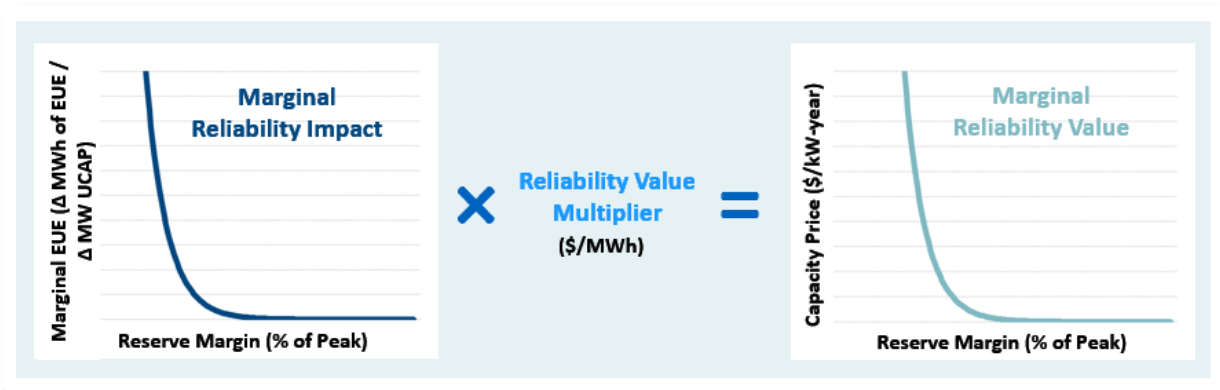 Marginal EUE (Δ MWh of EUE /
Δ MW UCAP)
Marginal
Reliability Impact
Reserve Margin (% of Peak)
×
Reliability Value
Multiplier
($/MWh)
=
Capacity Price ($/kW-year)
Marginal
Reliability Value
Reserve Margin (% of Peak)